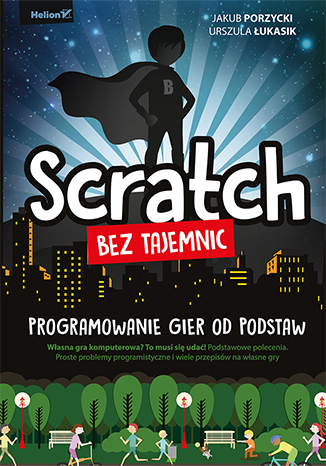 Helion
JAKUB PORZYCKI
URSZULA ŁUKASIK
B
Scratch
BEZ TAJEMNIC
PROGRAMOWANIE GIER OD PODSTAW
Własna gra komputerowa? To musi się udać! Podstawowe polecenia.
Proste problemy programistyczne i wiele przepisów na własne gry